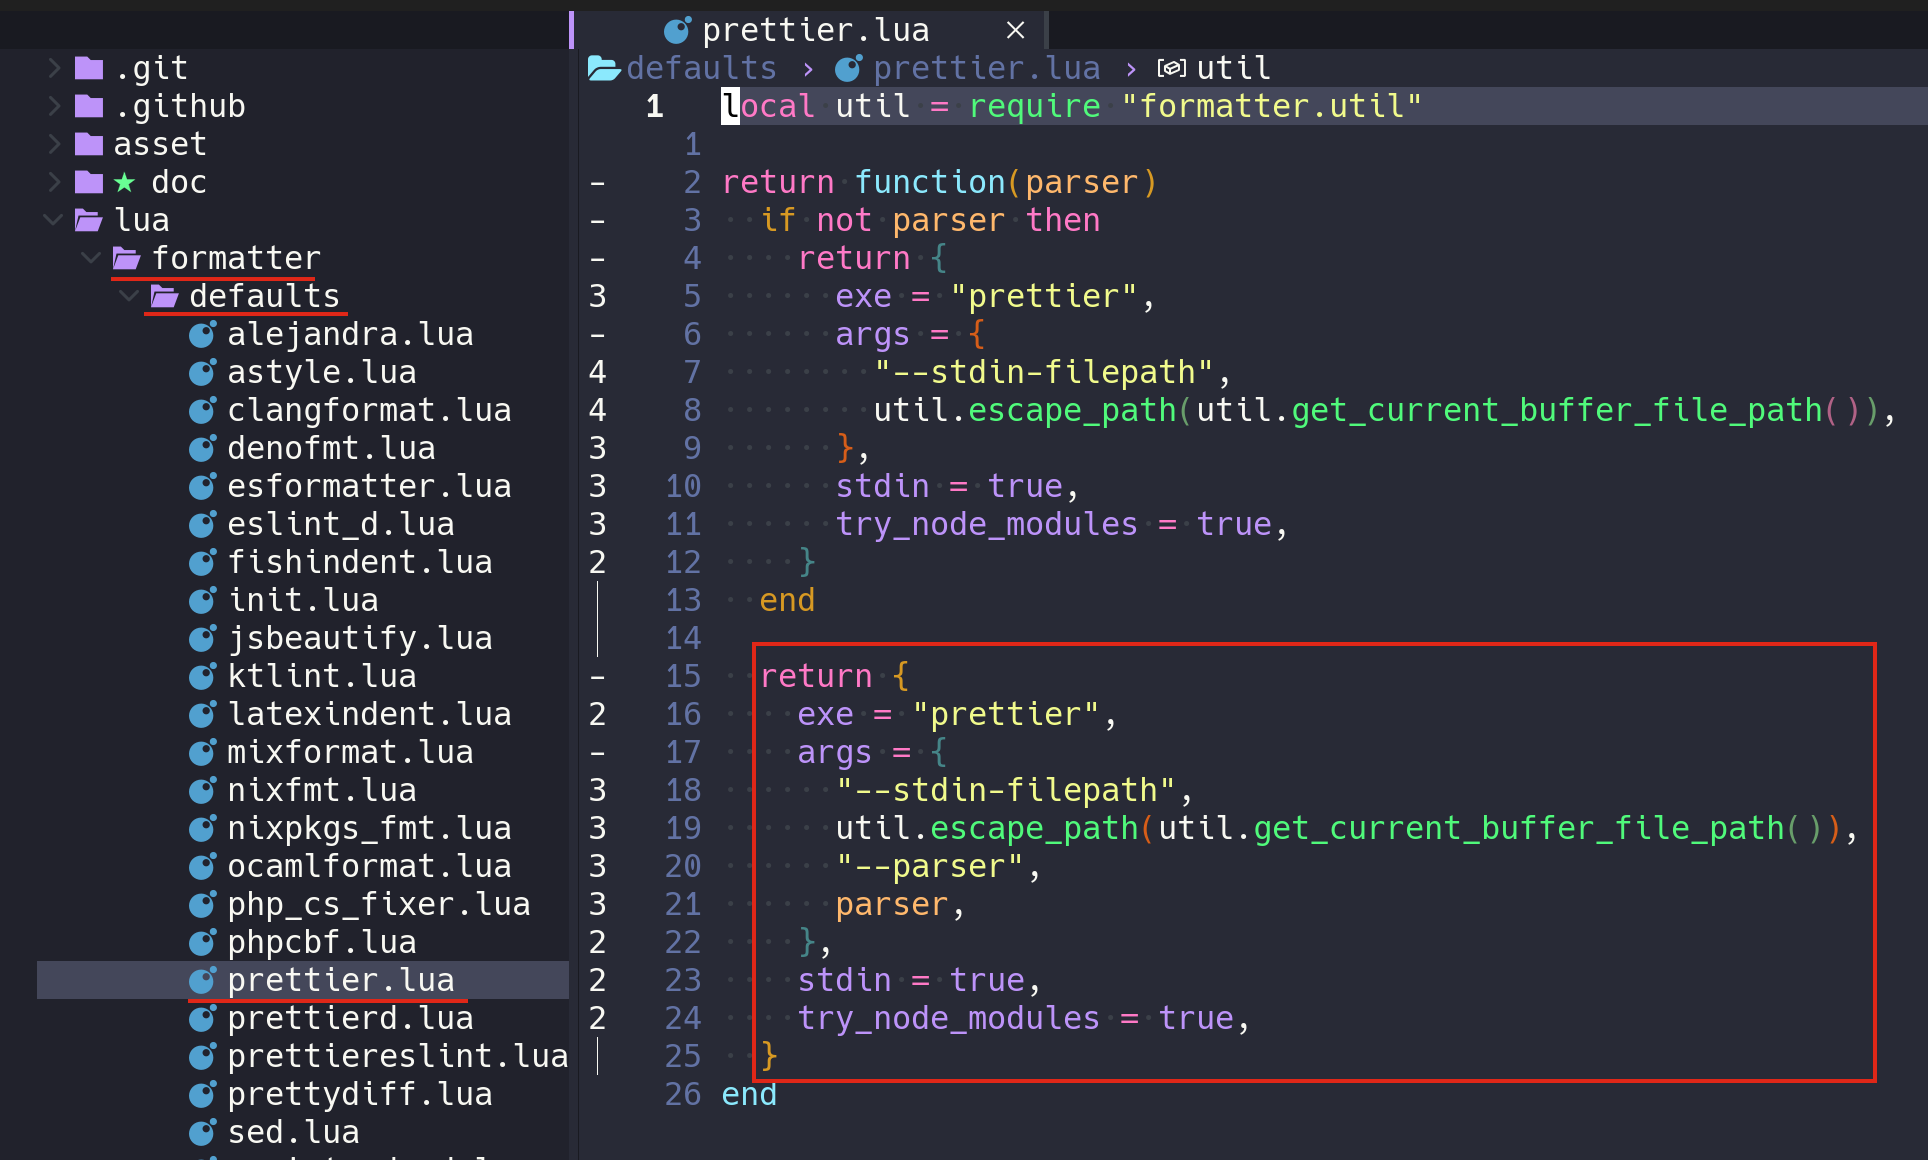 prettier.lua ×
.git
.github
asset
★ doc
lua
formatter
defaults
alejandra.lua
astyle.lua
clangformat.lua
denofmt.lua
esformatter.lua
eslint_d.lua
fishindent.lua
init.lua
jsbeautify.lua
ktlint.lua
latexindent.lua
mixformat.lua
nixfmt.lua
nixpkgs_fmt.lua
ocamlformat.lua
php_cs_fixer.lua
phpcbf.lua
prettier.lua
prettierd.lua
prettiereslint.lua
prettydiff.lua
sed.lua
defaults › prettier.lua › util
1 local util = require "formatter.util"
1
- 2 return function(parser)
- 3 if not parser then
- 4 return {
3 5 exe = "prettier",
- 6 args = {
4 7 "--stdin-filepath",
4 8 util.escape_path(util.get_current_buffer_file_path()),
3 9 },
3 10 stdin = true,
3 11 try_node_modules = true,
2 12 }
13 end
14
- 15 return {
2 16 exe = "prettier",
- 17 args = {
3 18 "--stdin-filepath",
3 19 util.escape_path(util.get_current_buffer_file_path()),
3 20 "--parser",
3 21 parser,
2 22 },
2 23 stdin = true,
2 24 try_node_modules = true,
25 }
26 end